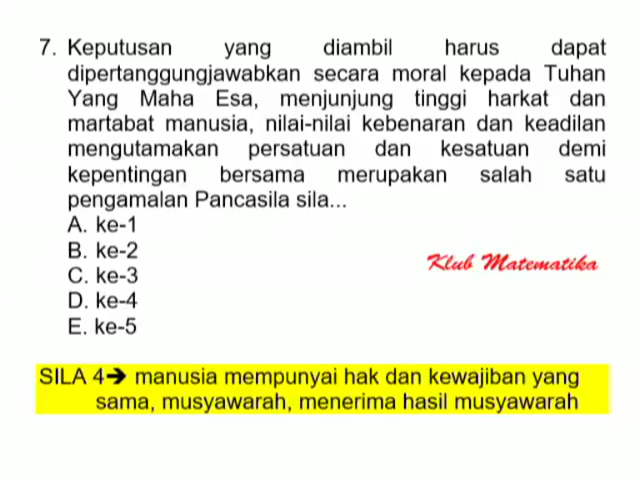 7. Keputusan yang diambil harus dapat
dipertanggungjawabkan secara moral kepada Tuhan
Yang Maha Esa, menjunjung tinggi harkat dan
martabat manusia, nilai-nilai kebenaran dan keadilan
mengutamakan persatuan dan kesatuan demi
kepentingan bersama merupakan salah satu
pengamalan Pancasila sila...
A. ke-1
B. ke-2
C. ke-3
D. ke-4
E. ke-5
Klub Matematika
SILA 4➔ manusia mempunyai hak dan kewajiban yang
sama, musyawarah, menerima hasil musyawarah